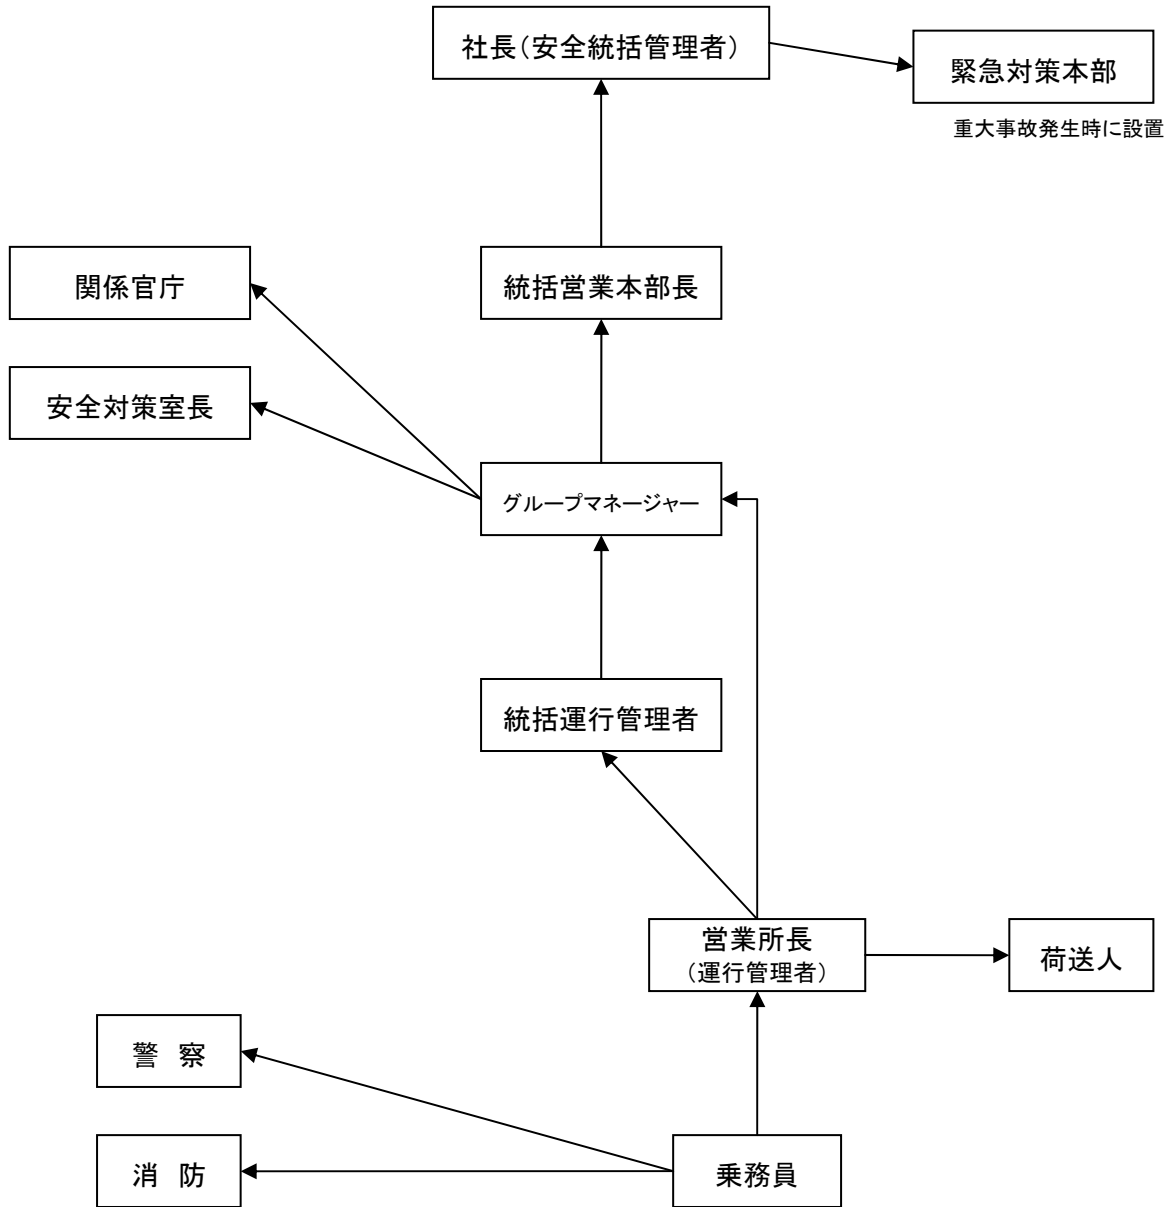 社長（安全統括管理者）
緊急対策本部
重大事故発生時に設置
関係官庁
統括営業本部長
安全対策室長
グループマネージャー
統括運行管理者
営業所長
（運行管理者）
荷送人
警　察
消　防
乗務員